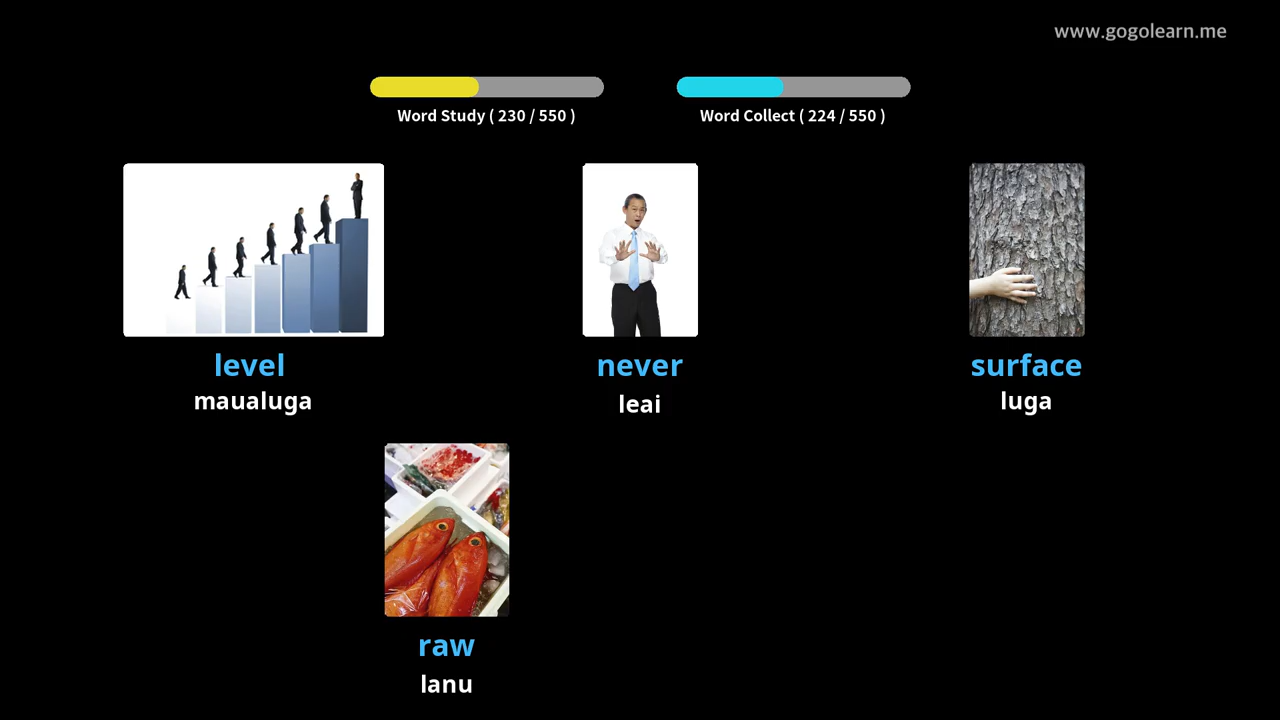 www.gogolearn.me
Word Study ( 230 / 550 )
Word Collect ( 224 / 550 )
level
maualuga
never
leai
surface
luga
raw
lanu